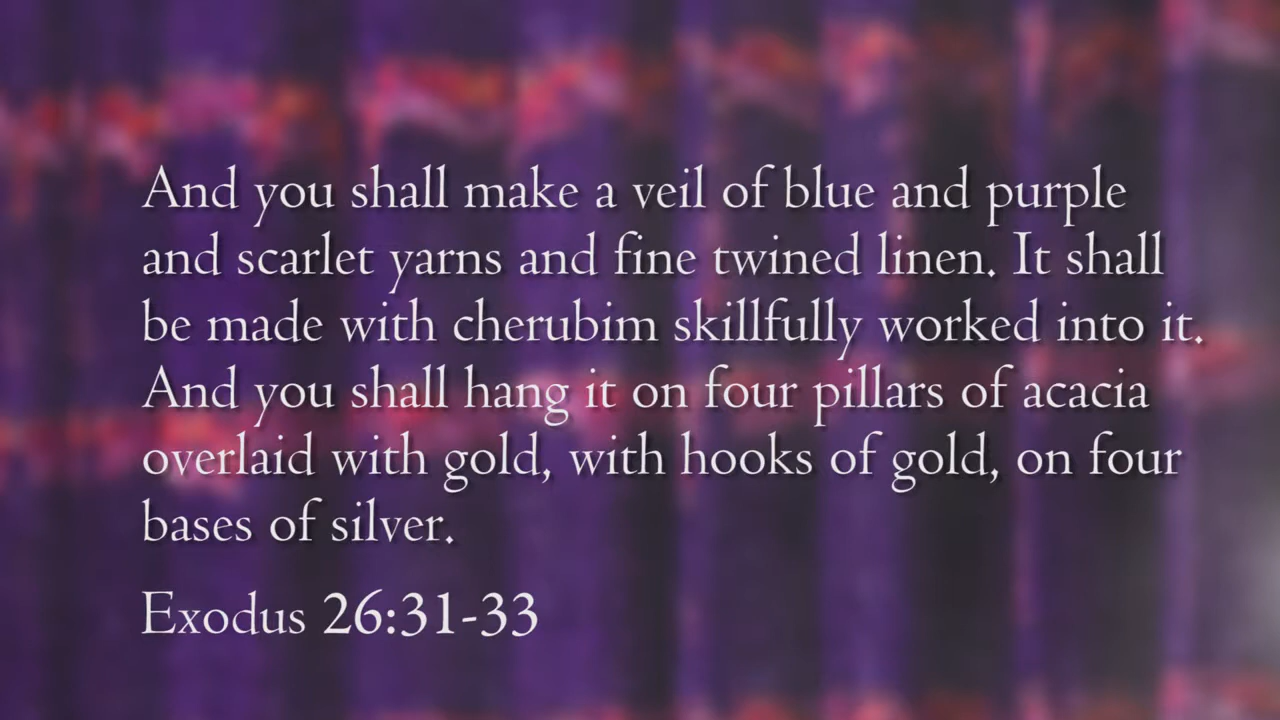 And you shall make a veil of blue and purple
and scarlet yarns and fine twined linen. It shall
be made with cherubim skillfully worked into it.
And you shall hang it on four pillars of acacia
overlaid with gold, with hooks of gold, on four
bases of silver.
Exodus 26:31-33